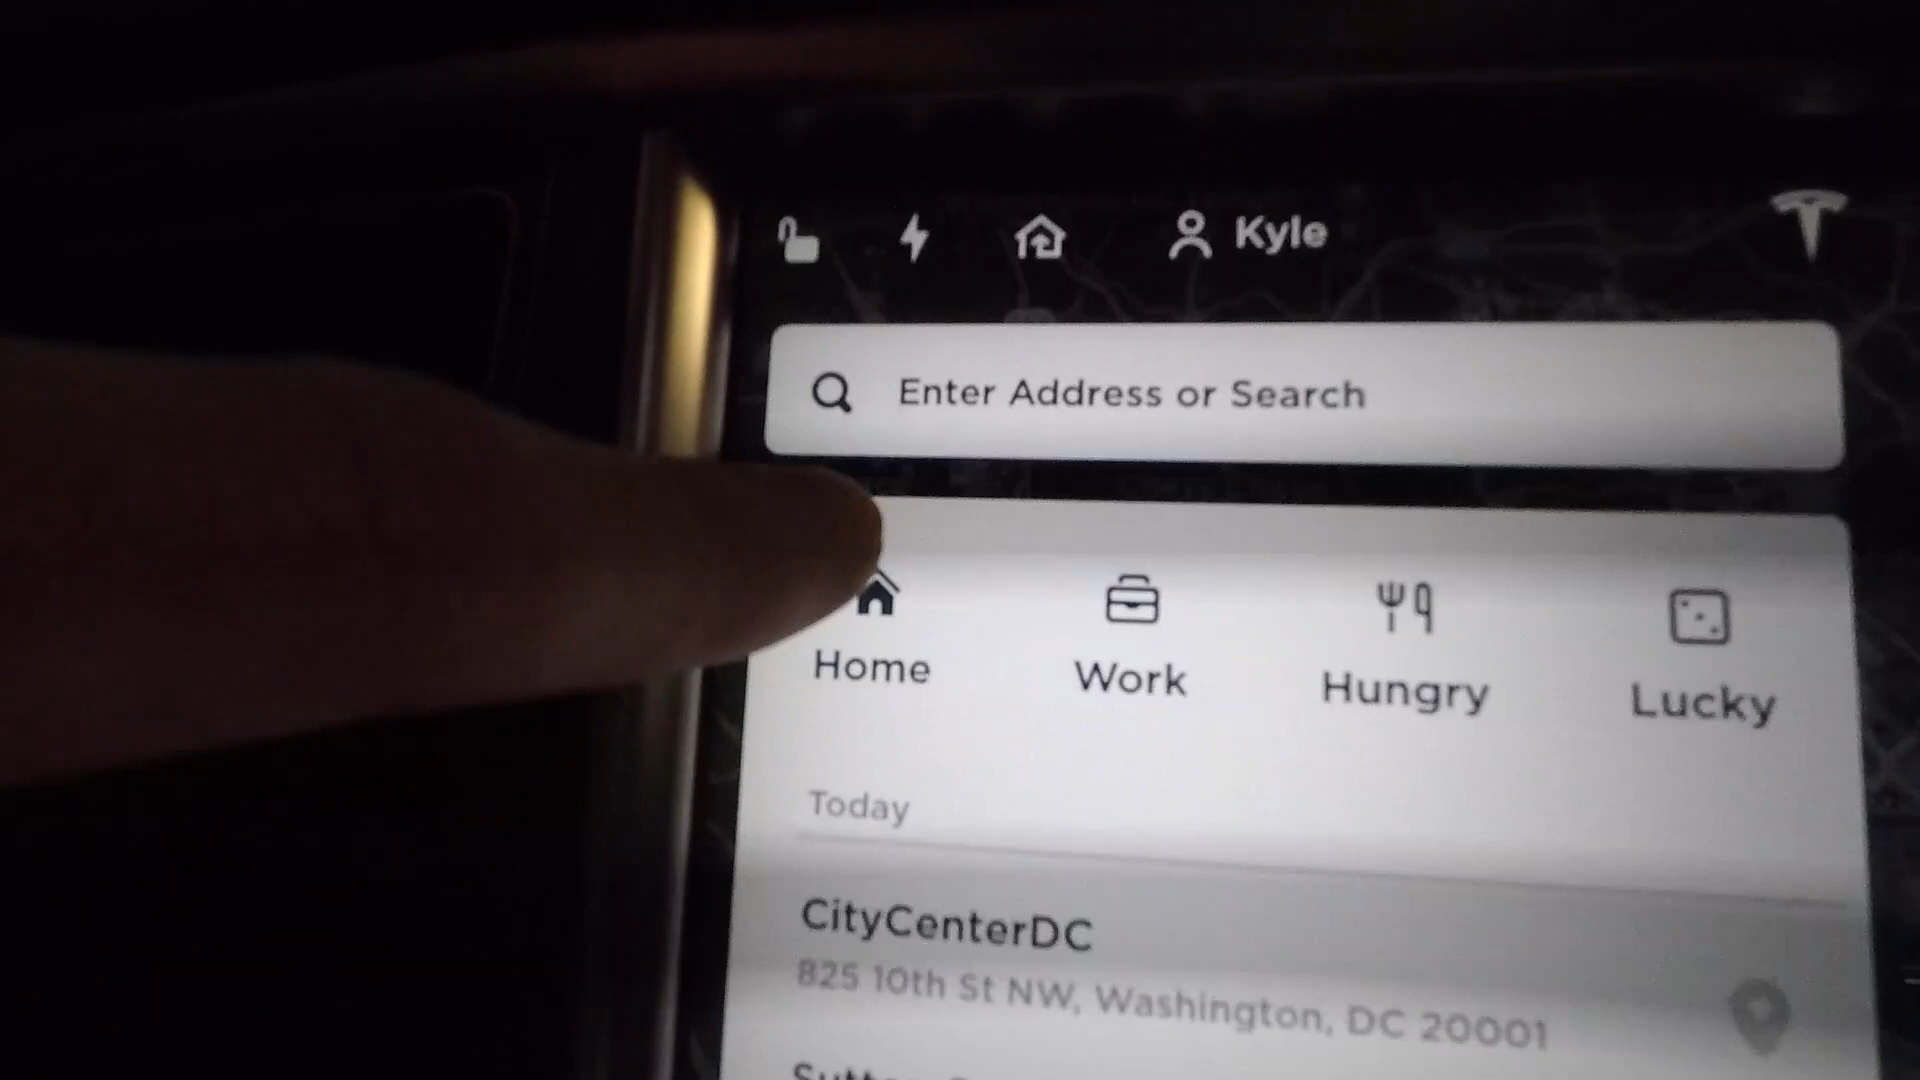 Kyle
Enter Address or Search
Home
Work
Hungry
Lucky
Today
CityCenterDC
825 10th St NW, Washington, DC 20001